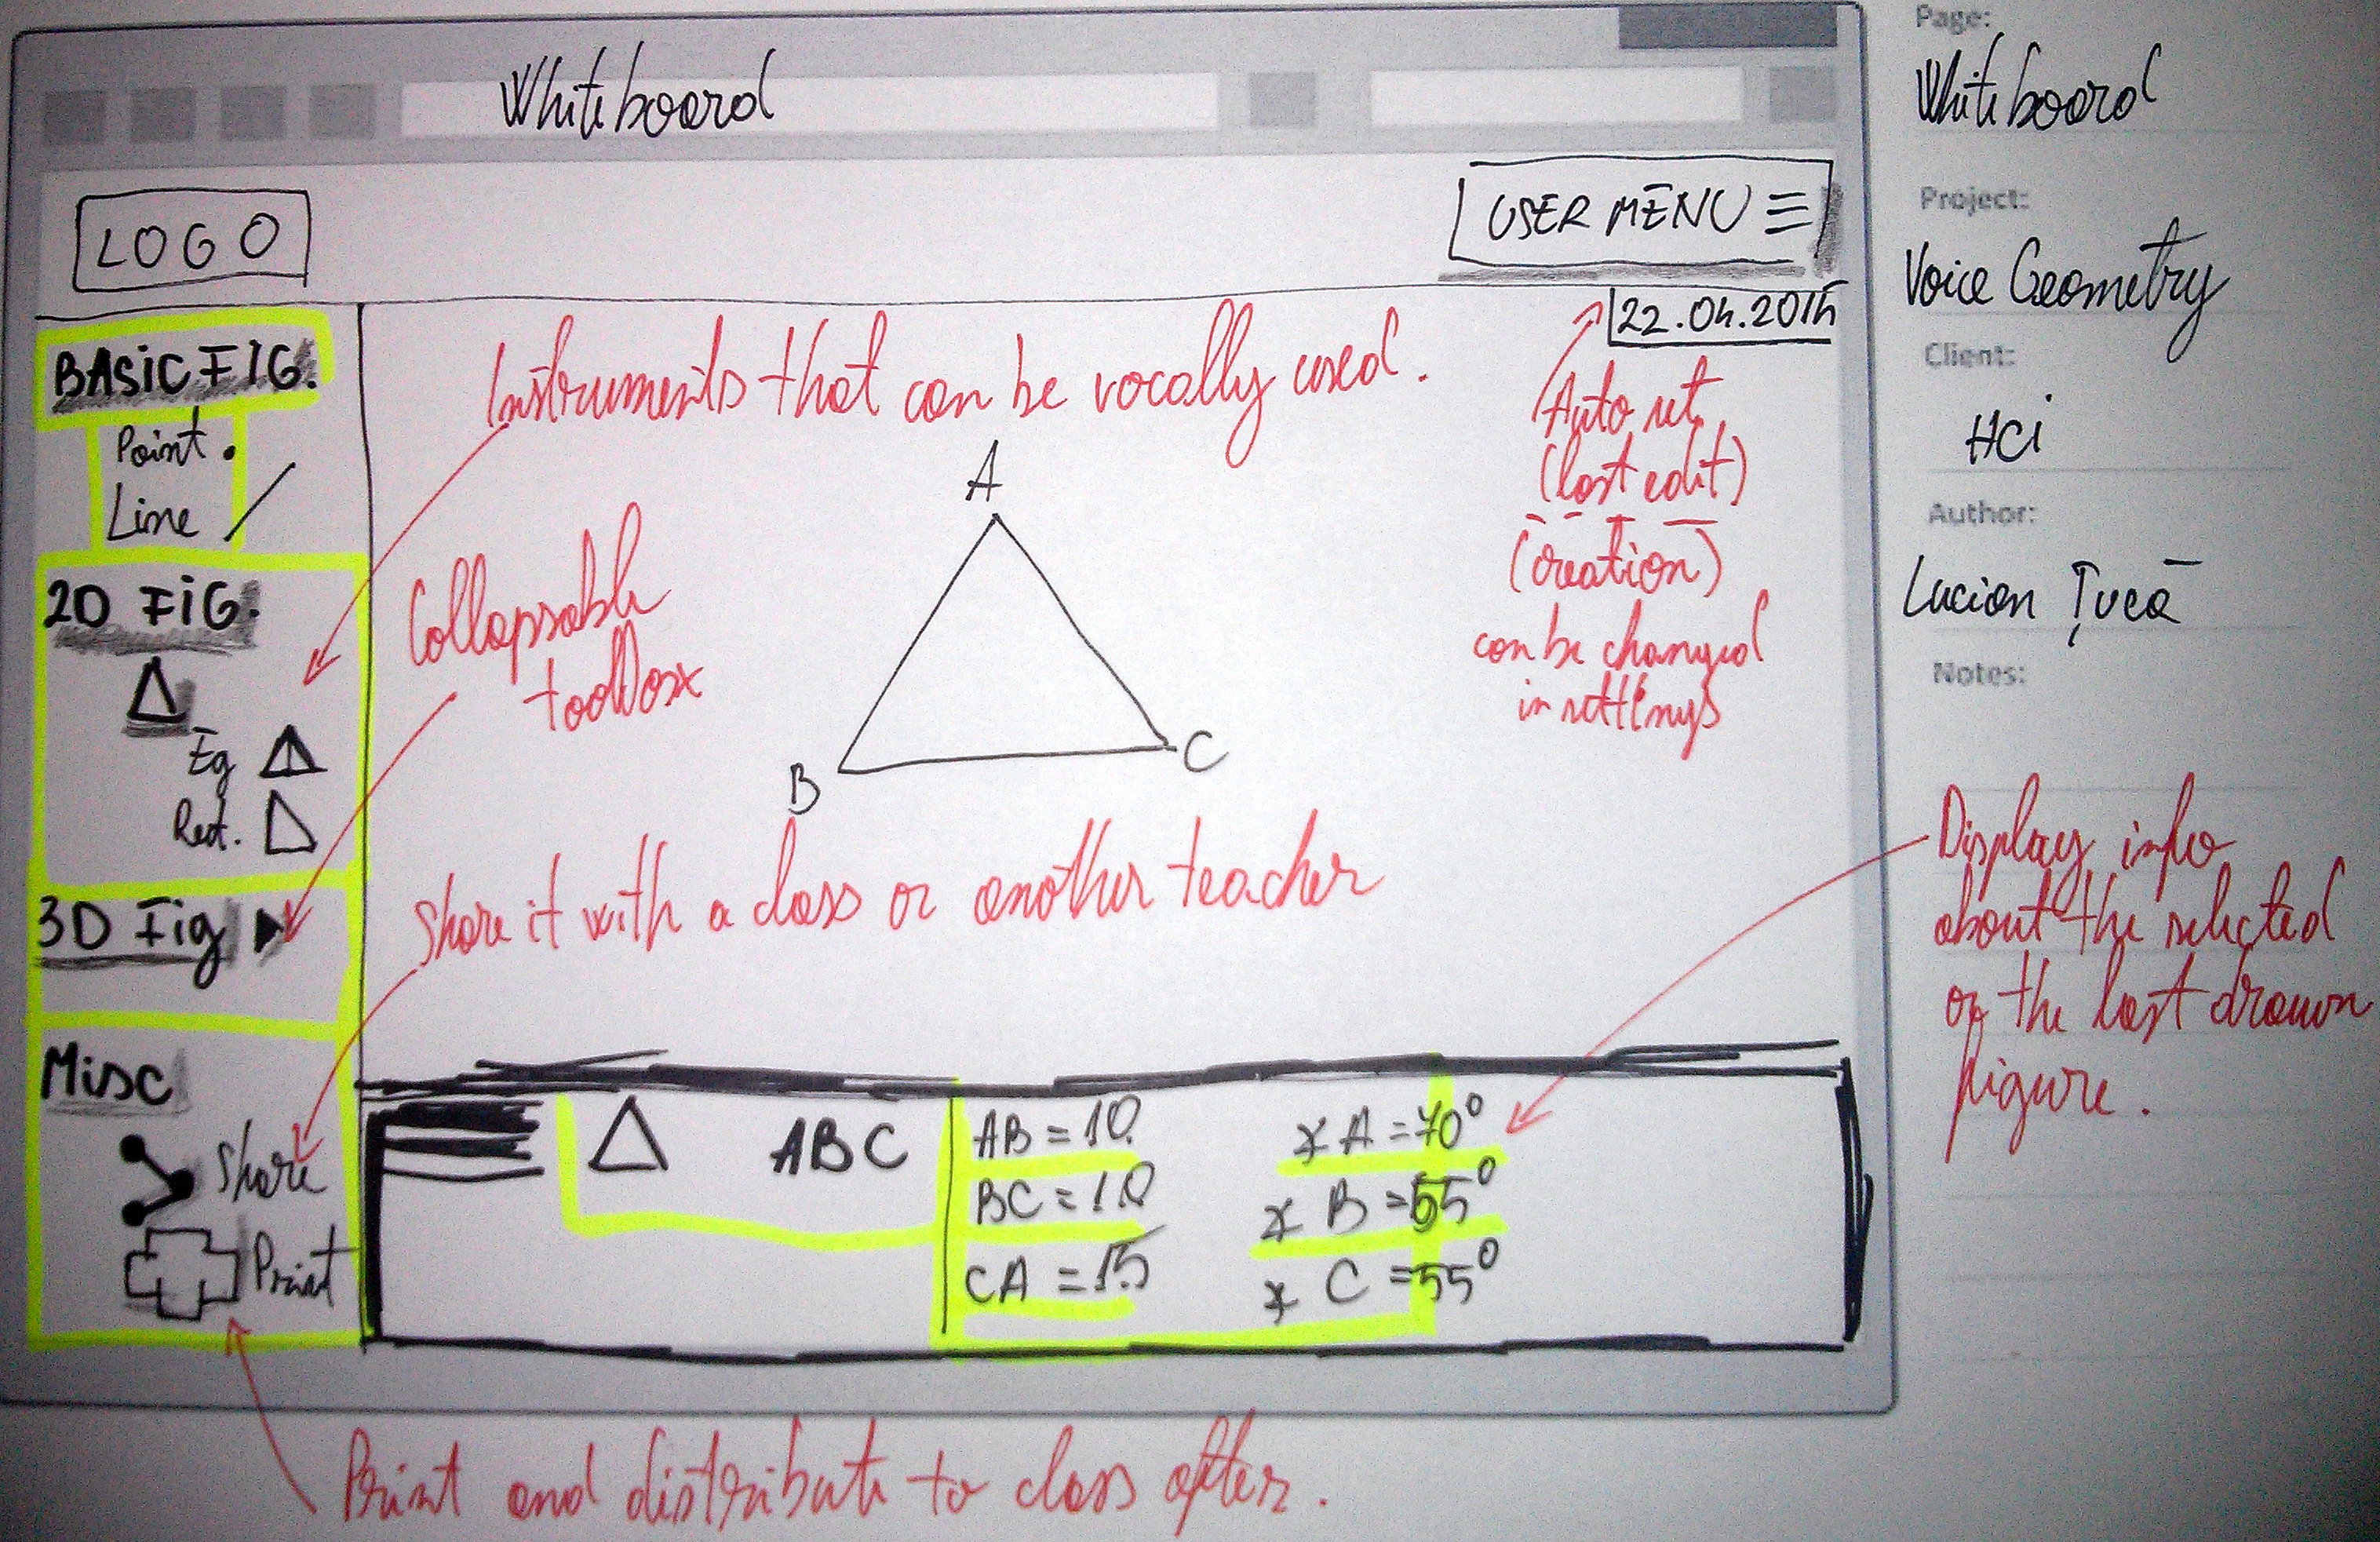 Whiteboard
LOGO
USER MENU
22.04.2014
BASIC FIG.
Point
Line
2D FIG.
Eg
Rect.
3D Fig
Misc
Share
Print
Instruments that can be vocally used.
Collapsable
toolbox
Auto set
(last edit)
(creation)
can be changed
in settings
A
B
C
Share it with a class or another teacher
ABC
AB = 10
BC = 10
CA = 15
A = 70°
B = 55°
C = 55°
Print and distribute to class after.
Page:
Whiteboard
Project:
Voice Geometry
Client:
HCi
Author:
Lucian Țucă
Notes:
Display info
about the selected
or the last drawn
figure.